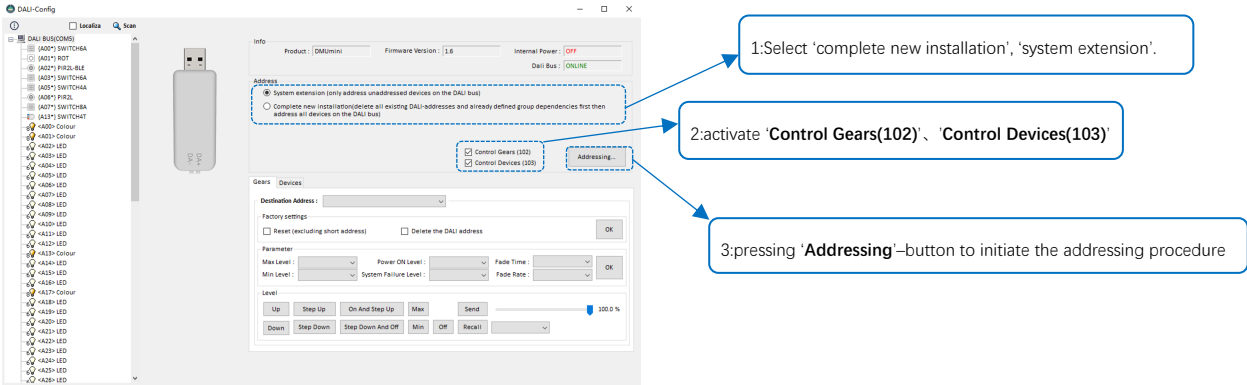 DALI-Config
Localiza
Scan
DALI BUS(COM5)
(A00*) SWITCH6A
(A01*) ROT
(A02*) PIR2L-BLE
(A03*) SWITCH6A
(A05*) SWITCH4A
(A06*) PIR2L
(A07*) SWITCH8A
(A13*) SWITCH4T
<A00> Colour
<A01> Colour
<A02> LED
<A03> LED
<A04> LED
<A05> LED
<A06> LED
<A07> LED
<A08> LED
<A09> LED
<A10> LED
<A11> LED
<A12> LED
<A13> Colour
<A14> LED
<A15> LED
<A16> LED
<A17> Colour
<A18> LED
<A19> LED
<A20> LED
<A21> LED
<A22> LED
<A23> LED
<A24> LED
<A25> LED
<A26> LED
DA- DA+
Info
Product : DMUmini Firmware Version : 1.6 Internal Power : OFF
Dali Bus : ONLINE
Address
System extension (only address unaddressed devices on the DALI bus)
Complete new installation(delete all existing DALI-addresses and already defined group dependencies first then
address all devices on the DALI bus)
Control Gears (102)
Control Devices (103)
Addressing...
Gears Devices
Destination Address :
Factory settings
Reset (excluding short address) Delete the DALI address OK
Parameter
Max Level : Power ON Level : Fade Time :
Min Level : System Failure Level : Fade Rate :
OK
Level
Up Step Up On And Step Up Max Send 100.0 %
Down Step Down Step Down And Off Min Off Recall
1:Select ‘complete new installation’, ‘system extension’.
2:activate ‘Control Gears(102)’、‘Control Devices(103)’
3:pressing ‘Addressing’–button to initiate the addressing procedure